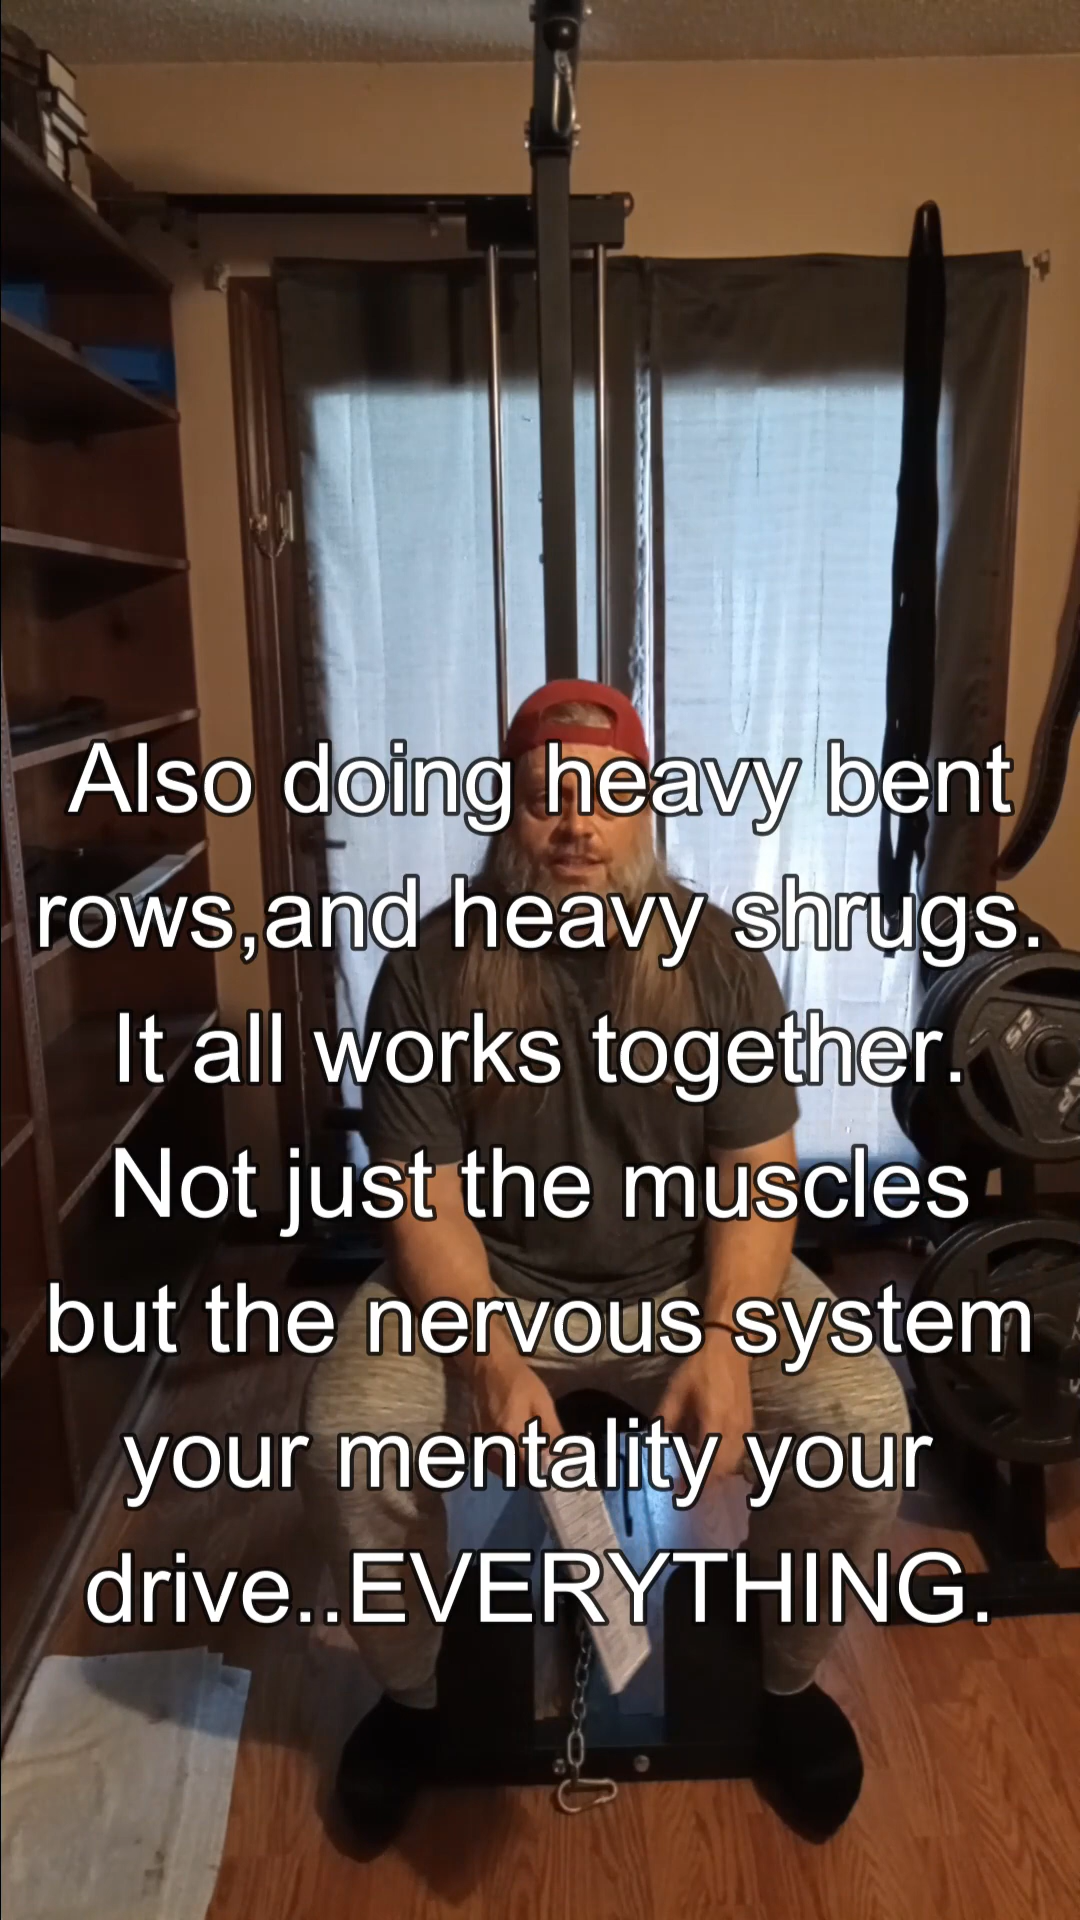 Also doing heavy bent
rows,and heavy shrugs.
It all works together.
Not just the muscles
but the nervous system
your mentality your
drive..EVERYTHING.
25